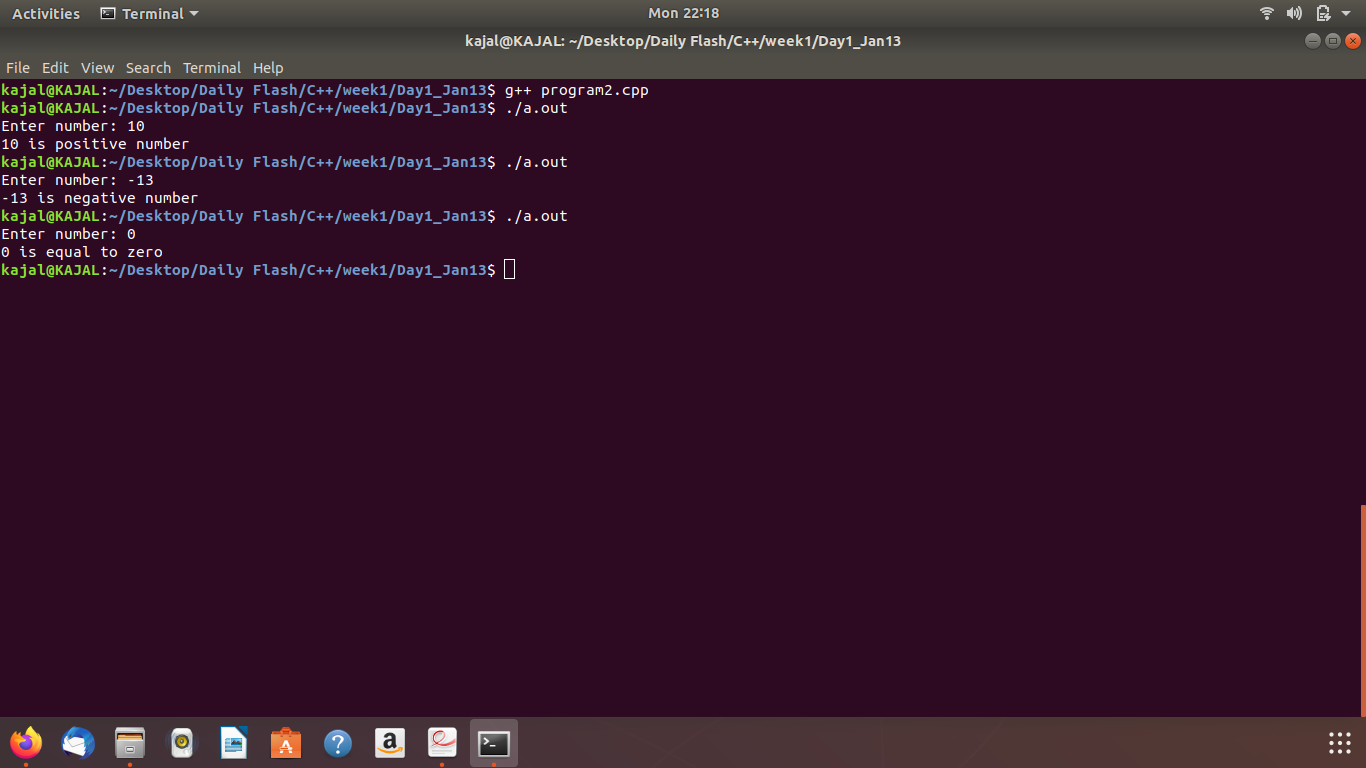 Activities Terminal Mon 22:18
kajal@KAJAL: ~/Desktop/Daily Flash/C++/week1/Day1_Jan13
File Edit View Search Terminal Help
kajal@KAJAL:~/Desktop/Daily Flash/C++/week1/Day1_Jan13$ g++ program2.cpp
kajal@KAJAL:~/Desktop/Daily Flash/C++/week1/Day1_Jan13$ ./a.out
Enter number: 10
10 is positive number
kajal@KAJAL:~/Desktop/Daily Flash/C++/week1/Day1_Jan13$ ./a.out
Enter number: -13
-13 is negative number
kajal@KAJAL:~/Desktop/Daily Flash/C++/week1/Day1_Jan13$ ./a.out
Enter number: 0
0 is equal to zero
kajal@KAJAL:~/Desktop/Daily Flash/C++/week1/Day1_Jan13$